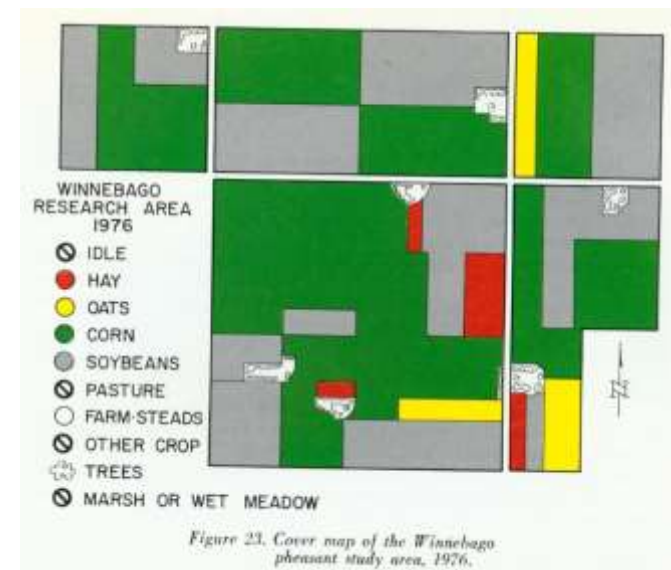 WINNEBAGO
RESEARCH AREA
1976
IDLE
HAY
OATS
CORN
SOYBEANS
PASTURE
FARM-STEADS
OTHER CROP
TREES
MARSH OR WET MEADOW
N
Figure 23. Cover map of the Winnebago
pheasant study area, 1976.